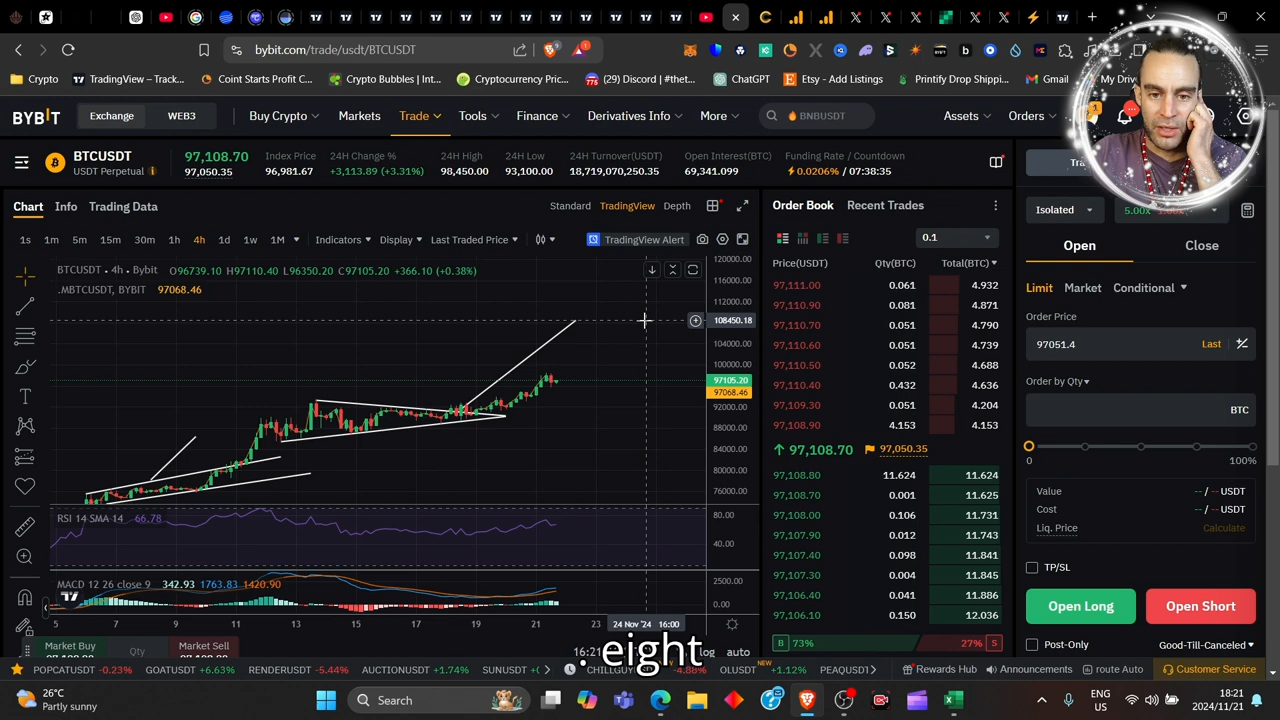 bybit.com/trade/usdt/BTCUSDT
Crypto
TradingView – Track...
Coint Starts Profit C...
Crypto Bubbles | Int...
Cryptocurrency Pric...
(29) Discord | #thet...
ChatGPT
Etsy - Add Listings
Printify Drop Shippin...
Gmail
My Driv
BYBIT
Exchange
WEB3
Buy Crypto
Markets
Trade
Tools
Finance
Derivatives Info
More
BNBUSDT
Assets
Orders
BTCUSDT
USDT Perpetual
97,108.70
97,050.35
Index Price
96,981.67
24H Change %
+3,113.89 (+3.31%)
24H High
98,450.00
24H Low
93,100.00
24H Turnover(USDT)
18,719,070,250.35
Open Interest(BTC)
69,341.099
Funding Rate / Countdown
0.0206% / 07:38:35
Chart
Info
Trading Data
Standard
TradingView
Depth
1s
1m
5m
15m
30m
1h
4h
1d
1w
1M
Indicators
Display
Last Traded Price
TradingView Alert
BTCUSDT · 4h · Bybit O96739.10 H97110.40 L96350.20 C97105.20 +366.10 (+0.38%)
.MBTCUSDT, BYBIT 97068.46
120000.00
116000.00
112000.00
108450.18
104000.00
100000.00
97105.20
97068.46
92000.00
88000.00
84000.00
80000.00
76000.00
RSI 14 SMA 14 66.78
80.00
40.00
MACD 12 26 close 9 342.93 1763.83 1420.90
2500.00
0.00
5
7
9
11
13
15
17
19
21
23
24 Nov '24 16:00
Market Buy
Market Sell
16:21
log
auto
Order Book
Recent Trades
0.1
Price(USDT)
Qty(BTC)
Total(BTC)
97,111.00 0.061 4.932
97,110.90 0.081 4.871
97,110.70 0.051 4.790
97,110.60 0.051 4.739
97,110.50 0.372 4.688
97,110.40 0.432 4.636
97,109.30 0.051 4.204
97,108.90 4.153 4.153
97,108.70
97,050.35
97,108.80 11.624 11.624
97,108.70 0.001 11.625
97,108.00 0.106 11.731
97,107.90 0.012 11.743
97,107.40 0.098 11.841
97,107.30 0.004 11.845
97,106.40 0.041 11.886
97,106.10 0.150 12.036
B 73%
27% S
Isolated
5.00x
Open
Close
Limit
Market
Conditional
Order Price
97051.4
Last
Order by Qty
BTC
0
100%
Value
-- / -- USDT
Cost
-- / -- USDT
Liq. Price
Calculate
TP/SL
Open Long
Open Short
Post-Only
Good-Till-Canceled
. eight
POPCATUSDT -0.23%
GOATUSDT +6.63%
RENDERUSDT -5.44%
AUCTIONUSDT +1.74%
SUNUSDT
OLUSDT NEW +1.12%
PEAQUSDT
Rewards Hub
Announcements
route Auto
Customer Service
26°C
Partly sunny
Search
ENG
US
18:21
2024/11/21